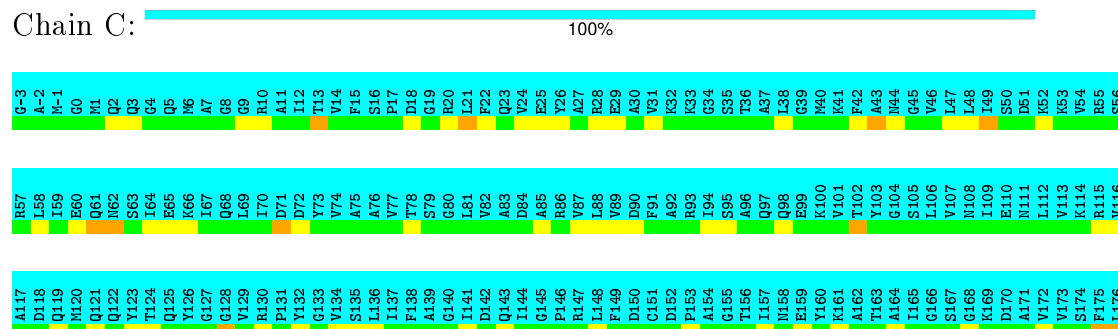 Chain C:
100%
G-3 A-2 M-1 G0 M1 Q2 Q3 G4 Q5 M6 A7 G8 G9 R10 A11 I12 T13 V14 F15 S16 P17 D18 G19 R20 L21 F22 Q23 V24 E25 Y26 A27 R28 E29 A30 V31 K32 K33 G34 S35 T36 A37 L38 G39 M40 K41 F42 A43 N44 G45 V46 L47 L48 I49 S50 D51 K52 K53 V54 R55 S56
R57 L58 I59 E60 Q61 N62 S63 I64 E65 K66 I67 Q68 L69 I70 D71 D72 Y73 V74 A75 A76 V77 T78 S79 G80 L81 V82 A83 D84 A85 R86 V87 L88 V89 D90 F91 A92 R93 I94 S95 A96 Q97 Q98 E99 K100 V101 T102 Y103 G104 S105 L106 V107 N108 I109 E110 N111 L112 V113 K114 R115 V116
A117 D118 Q119 M120 Q121 Q122 Y123 T124 Q125 Y126 G127 G128 V129 R130 P131 Y132 G133 V134 S135 L136 I137 F138 A139 G140 I141 D142 Q143 I144 G145 P146 R147 L148 F149 D150 C151 D152 P153 A154 G155 T156 I157 N158 E159 Y160 K161 A162 T163 A164 I165 G166 S167 G168 K169 D170 A171 V172 V173 S174 F175